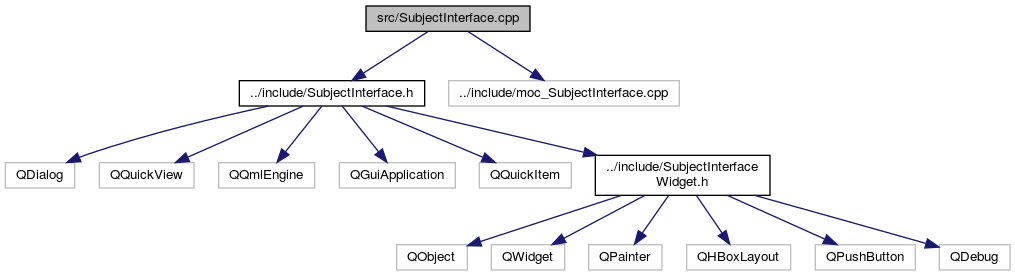 src/SubjectInterface.cpp
../include/SubjectInterface.h
../include/moc_SubjectInterface.cpp
QDialog
QQuickView
QQmlEngine
QGuiApplication
QQuickItem
../include/SubjectInterface
Widget.h
QObject
QWidget
QPainter
QHBoxLayout
QPushButton
QDebug